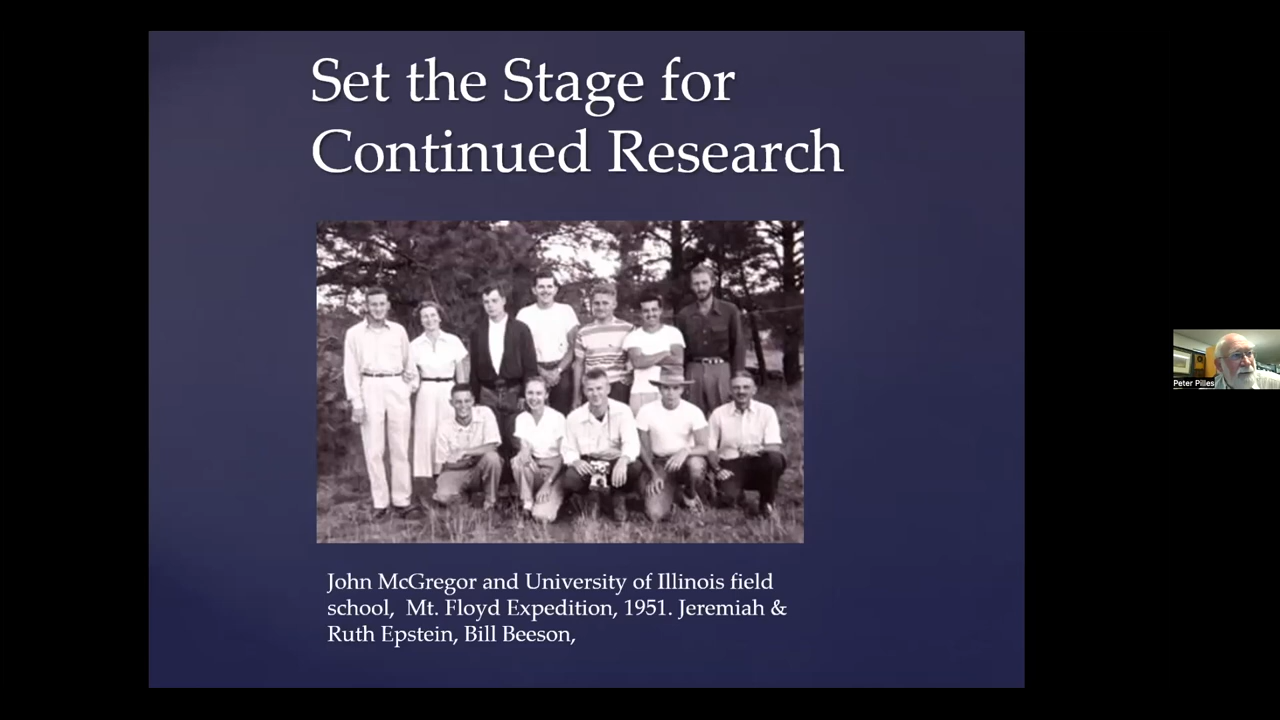 Set the Stage for
Continued Research
Peter Pilles
John McGregor and University of Illinois field
school, Mt. Floyd Expedition, 1951. Jeremiah &
Ruth Epstein, Bill Beeson,